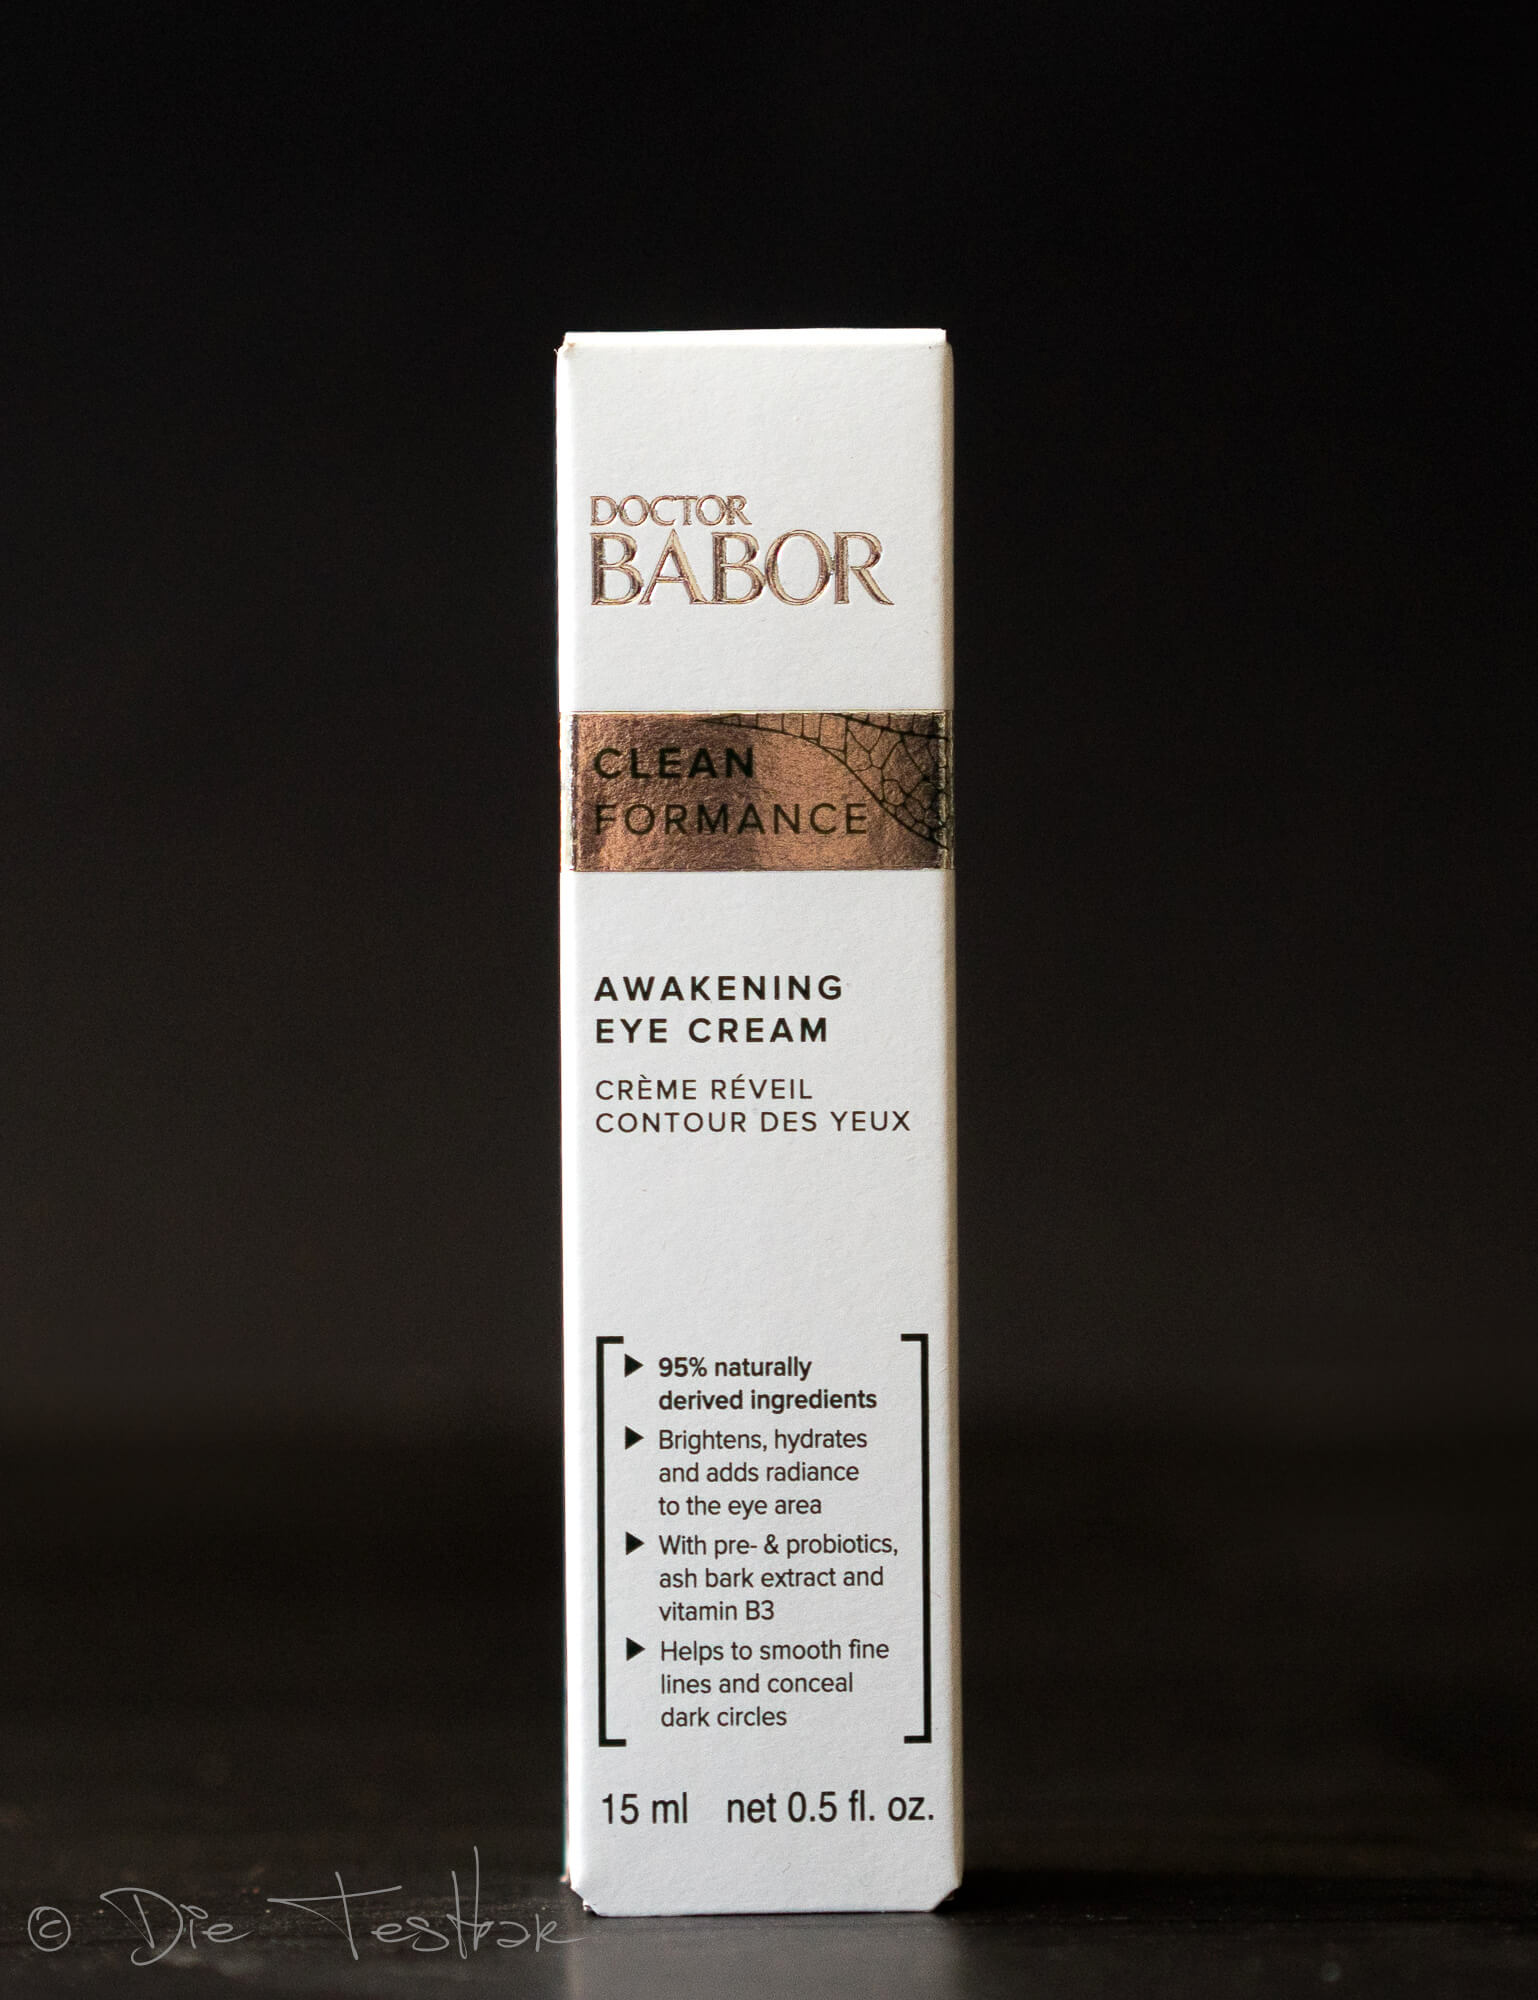 DOCTOR
BABOR
CLEAN
FORMANCE
AWAKENING
EYE CREAM
CRÈME RÉVEIL
CONTOUR DES YEUX
95% naturally
derived ingredients
Brightens, hydrates
and adds radiance
to the eye area
With pre- & probiotics,
ash bark extract and
vitamin B3
Helps to smooth fine
lines and conceal
dark circles
15 ml net 0.5 fl. oz.
© Die Testbar